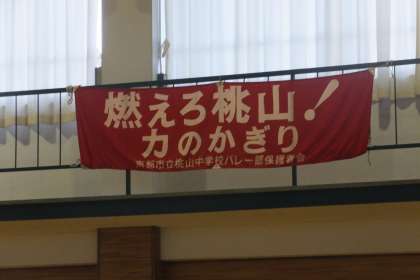 燃えろ桃山!
力のかぎり
京都市立桃山中学校バレー部保護者会